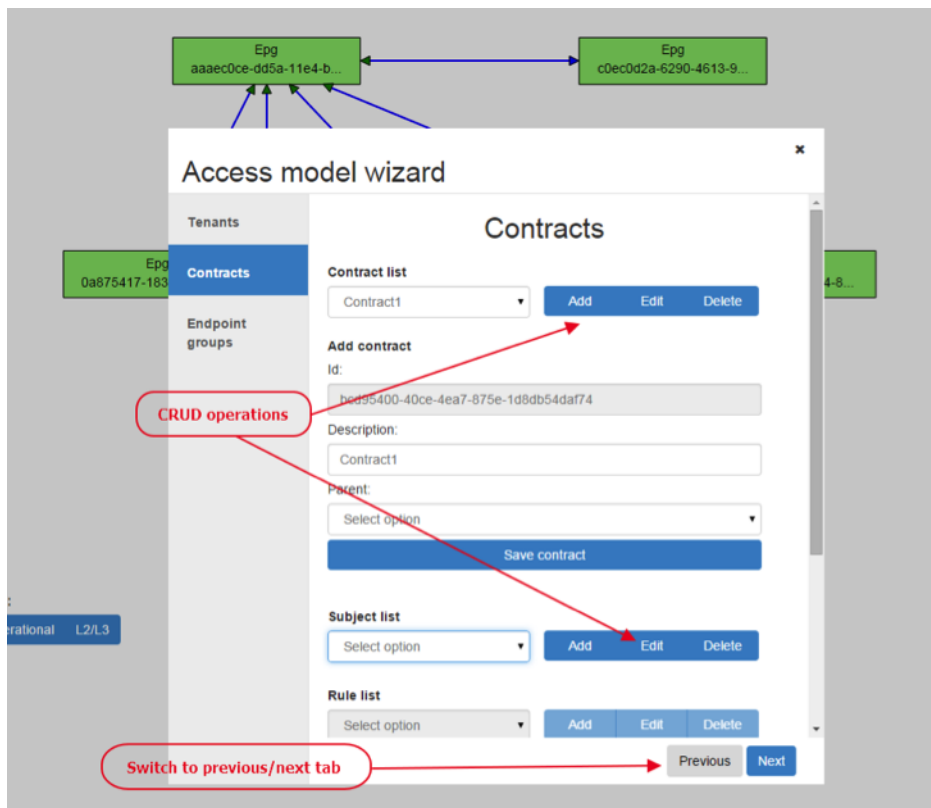 Epg
aaaec0ce-dd5a-11e4-b...
Epg
c0ec0d2a-6290-4613-9...
Access model wizard
×
Tenants
Contracts
Contracts
Epg
0a875417-183
4-8...
Contract list
Contract1
Add Edit Delete
Endpoint
groups
Add contract
Id:
bcd95400-40ce-4ea7-875e-1d8db54daf74
CRUD operations
Description:
Contract1
Parent:
Select option
Save contract
:
erational L2/L3
Subject list
Select option
Add Edit Delete
Rule list
Select option
Add Edit Delete
Switch to previous/next tab
Previous Next